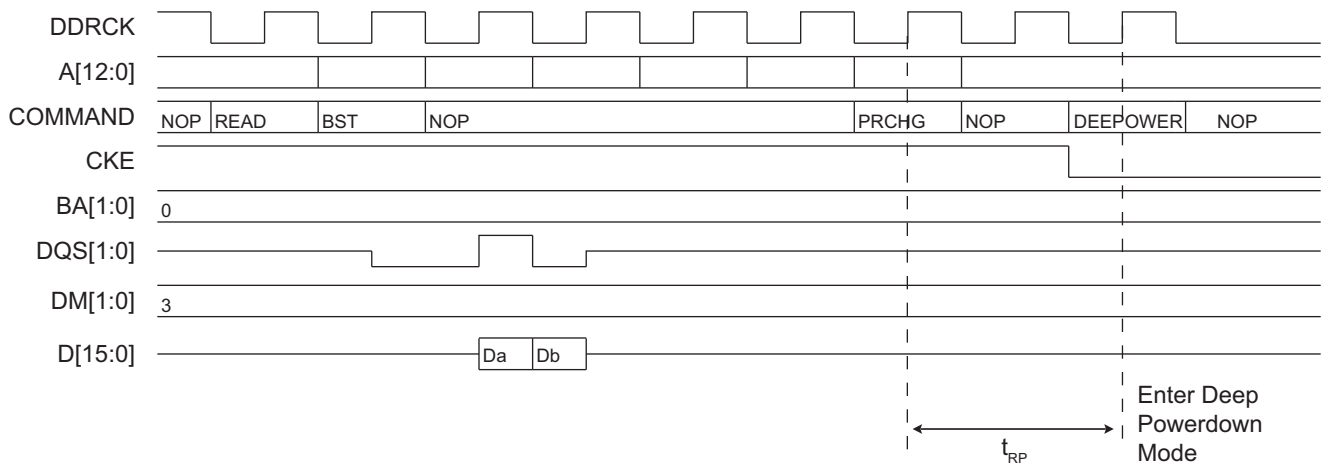 DDRCK
A[12:0]
COMMAND NOP READ BST NOP PRCHG NOP DEEPOWER NOP
CKE
BA[1:0] 0
DQS[1:0]
DM[1:0] 3
D[15:0] Da Db
Enter Deep
Powerdown
Mode
tRP